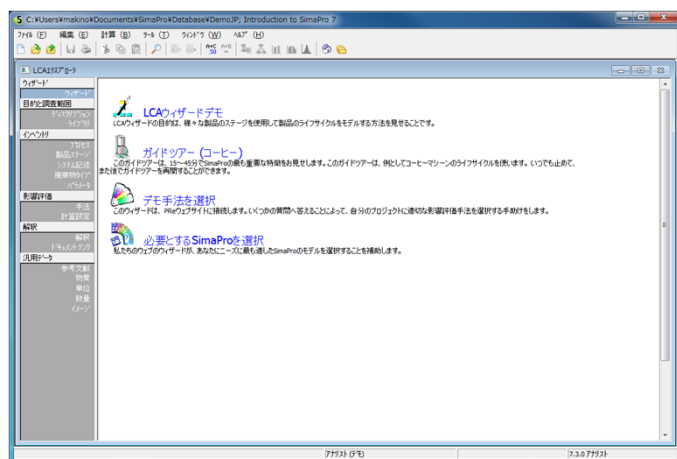 C:¥Users¥makino¥Documents¥SimaPro¥Database¥DemoJP; Introduction to SimaPro 7
ファイル (F) 編集 (E) 計算 (B) ツール (T) ウインドウ (W) ヘルプ (H)
LCAエクスプローラ
ウィザード
ウィザード
目的と調査範囲
ディスクリプション
ライブラリ
インベントリ
プロセス
製品ステージ
システム記述
廃棄物タイプ
パラメータ
影響評価
手法
計算設定
解釈
解釈
ドキュメントリンク
汎用データ
参考文献
物質
単位
数量
イメージ
LCAウィザードデモ
LCAウィザードの目的は、様々な製品のステージを使用して製品のライフサイクルをモデルする方法を見せることです。
ガイドツアー (コーヒー)
このガイドツアーは、15〜45分でSimaProの最も重要な特徴をお見せします。このガイドツアーは、例としてコーヒーマシーンのライフサイクルを使います。いつでも止めて、
また後でガイドツアーを再開することができます。
デモ手法を選択
このウィザードは、PReウェブサイトに接続します。いくつかの質問へ答えることによって、自分のプロジェクトに適切な影響評価手法を選択する手助けをします。
必要とするSimaProを選択
私たちのウェブのウィザードが、あなたにニーズに最も適したSimaProのモデルを選択することを補助します。
アナリスト (デモ)
7.3.0 アナリスト